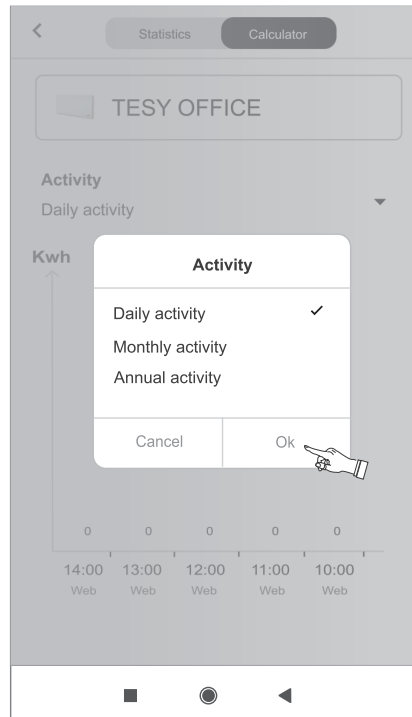 Statistics Calculator
TESY OFFICE
Activity
Daily activity
Kwh
Activity
Daily activity
Monthly activity
Annual activity
Cancel Ok
0 0 0 0 0
14:00 13:00 12:00 11:00 10:00
Web Web Web Web Web